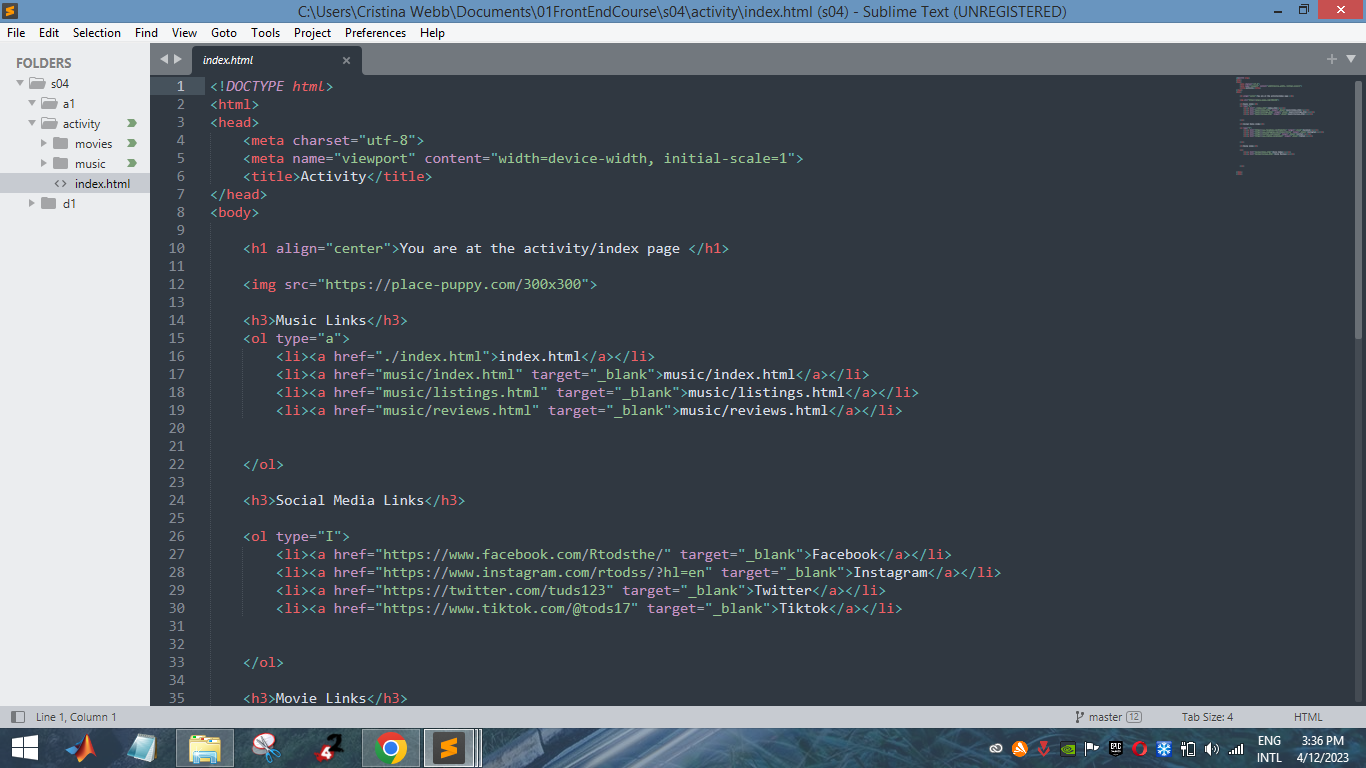 C:\Users\Cristina Webb\Documents\01FrontEndCourse\s04\activity\index.html (s04) - Sublime Text (UNREGISTERED)
File Edit Selection Find View Goto Tools Project Preferences Help
FOLDERS
s04
a1
activity
movies
music
index.html
d1
index.html
1 <!DOCTYPE html>
2 <html>
3 <head>
4 <meta charset="utf-8">
5 <meta name="viewport" content="width=device-width, initial-scale=1">
6 <title>Activity</title>
7 </head>
8 <body>
9
10 <h1 align="center">You are at the activity/index page </h1>
11
12 <img src="https://place-puppy.com/300x300">
13
14 <h3>Music Links</h3>
15 <ol type="a">
16 <li><a href="./index.html">index.html</a></li>
17 <li><a href="music/index.html" target="_blank">music/index.html</a></li>
18 <li><a href="music/listings.html" target="_blank">music/listings.html</a></li>
19 <li><a href="music/reviews.html" target="_blank">music/reviews.html</a></li>
20
21
22 </ol>
23
24 <h3>Social Media Links</h3>
25
26 <ol type="I">
27 <li><a href="https://www.facebook.com/Rtodsthe/" target="_blank">Facebook</a></li>
28 <li><a href="https://www.instagram.com/rtodss/?hl=en" target="_blank">Instagram</a></li>
29 <li><a href="https://twitter.com/tuds123" target="_blank">Twitter</a></li>
30 <li><a href="https://www.tiktok.com/@tods17" target="_blank">Tiktok</a></li>
31
32
33 </ol>
34
35 <h3>Movie Links</h3>
Line 1, Column 1
master 12
Tab Size: 4
HTML
ENG
INTL
3:36 PM
4/12/2023